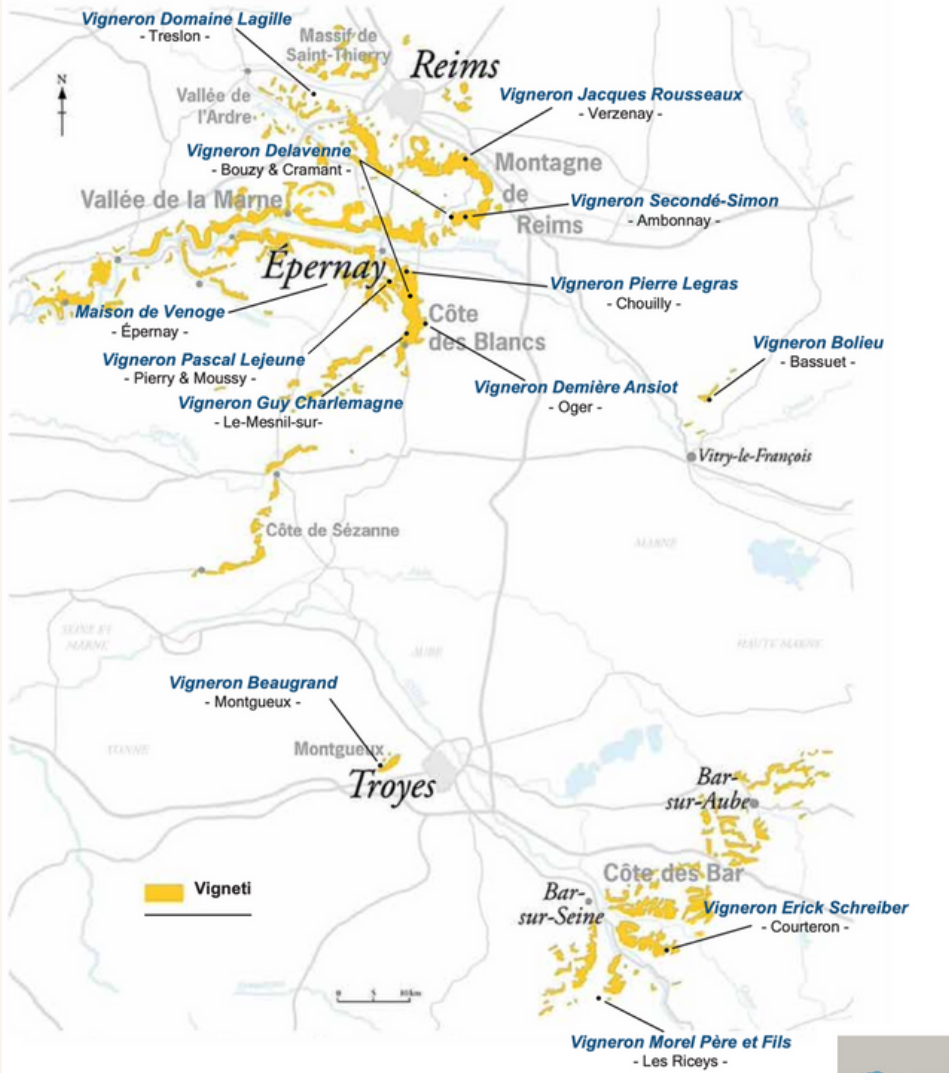 Vigneron Domaine Lagille
- Treslon -
Massif de
Saint-Thierry
Reims
N
Vallée de
l'Ardre
Vigneron Jacques Rousseaux
- Verzenay -
Vigneron Delavenne
- Bouzy & Cramant -
Montagne
de
Reims
Vallée de la Marne
Vigneron Secondé-Simon
- Ambonnay -
Épernay
Vigneron Pierre Legras
- Chouilly -
Maison de Venoge
- Épernay -
Côte
des Blancs
Vigneron Bolieu
- Bassuet -
Vigneron Pascal Lejeune
- Pierry & Moussy -
Vigneron Demière Ansiot
- Oger -
Vigneron Guy Charlemagne
- Le-Mesnil-sur-
Vitry-le-François
Côte de Sézanne
MARNE
SEINE ET
MARNE
AUBE
HAUTE MARNE
Vigneron Beaugrand
- Montgueux -
YONNE
Montgueux
Troyes
Bar-
sur-Aube
Vigneti
Côte des Bar
Bar-
sur-Seine
Vigneron Erick Schreiber
- Courteron -
0 5 10km
Vigneron Morel Père et Fils
- Les Riceys -